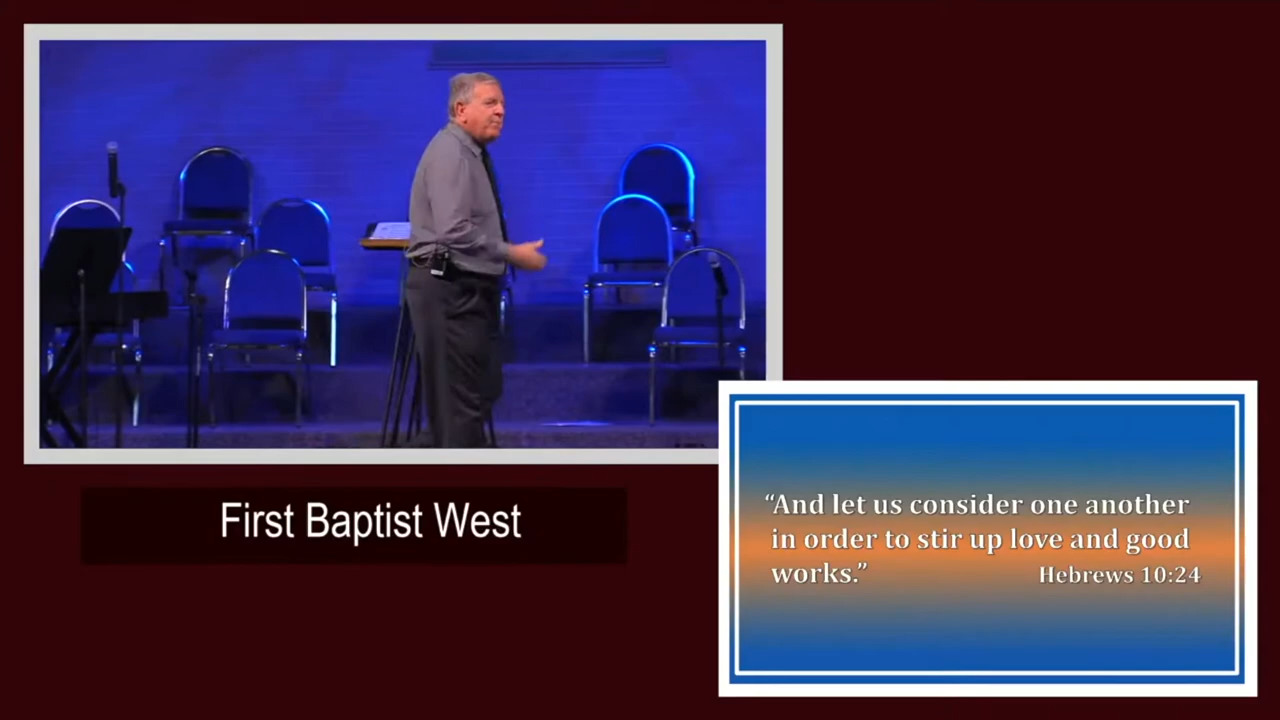 First Baptist West
“And let us consider one another
in order to stir up love and good
works.” Hebrews 10:24